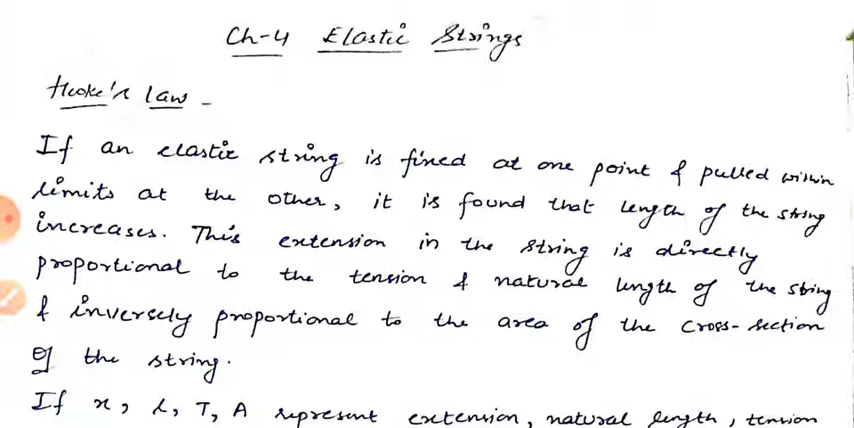 Ch-4 Elastic Strings
Hooke's Law -
If an elastic string is fixed at one point & pulled within
limits at the other, it is found that length of the string
increases. This extension in the string is directly
proportional to the tension & natural length of the string
& inversely proportional to the area of the cross-section
of the string.
If x, l, T, A represent extension, natural length, tension